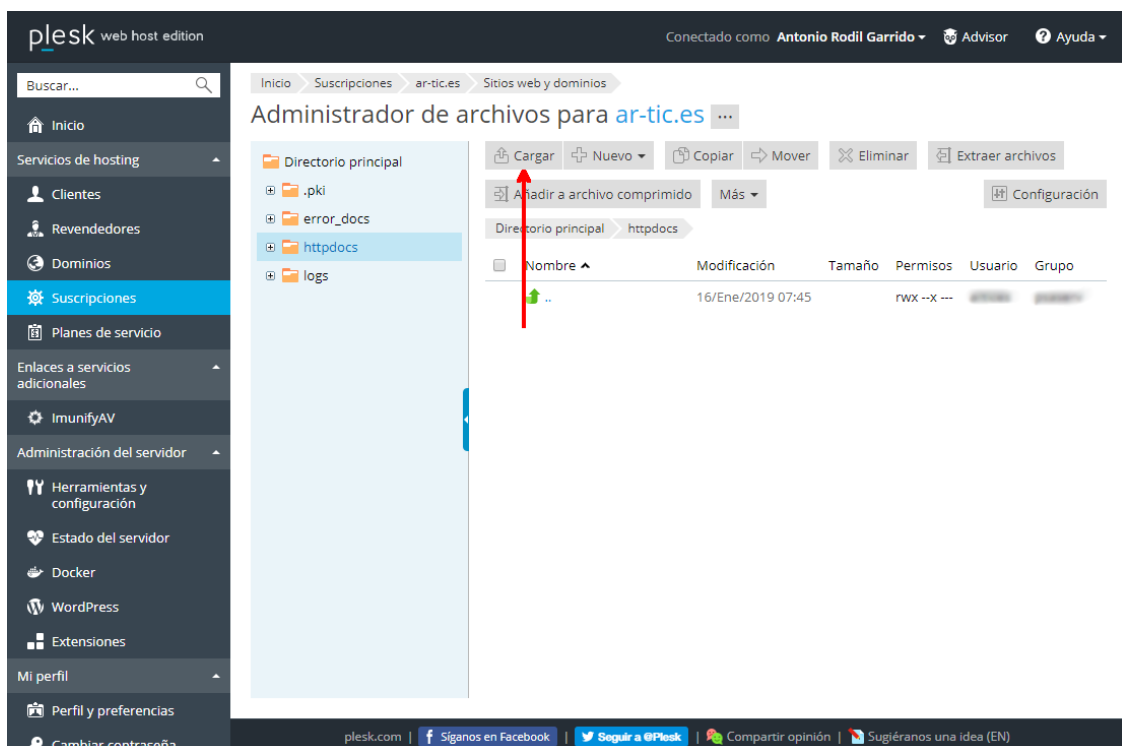 plesk web host edition
Conectado como Antonio Rodil Garrido
Advisor
Ayuda
Buscar...
Inicio
Servicios de hosting
Clientes
Revendedores
Dominios
Suscripciones
Planes de servicio
Enlaces a servicios
adicionales
ImunifyAV
Administración del servidor
Herramientas y
configuración
Estado del servidor
Docker
WordPress
Extensiones
Mi perfil
Perfil y preferencias
Cambiar contraseña
Inicio Suscripciones ar-tic.es Sitios web y dominios
Administrador de archivos para ar-tic.es ...
Directorio principal
.pki
error_docs
httpdocs
logs
Cargar Nuevo Copiar Mover Eliminar Extraer archivos
Añadir a archivo comprimido Más Configuración
Directorio principal httpdocs
Nombre Modificación Tamaño Permisos Usuario Grupo
.. 16/Ene/2019 07:45 rwx --x ---
plesk.com | Síganos en Facebook | Seguir a @Plesk | Compartir opinión | Sugiéranos una idea (EN)